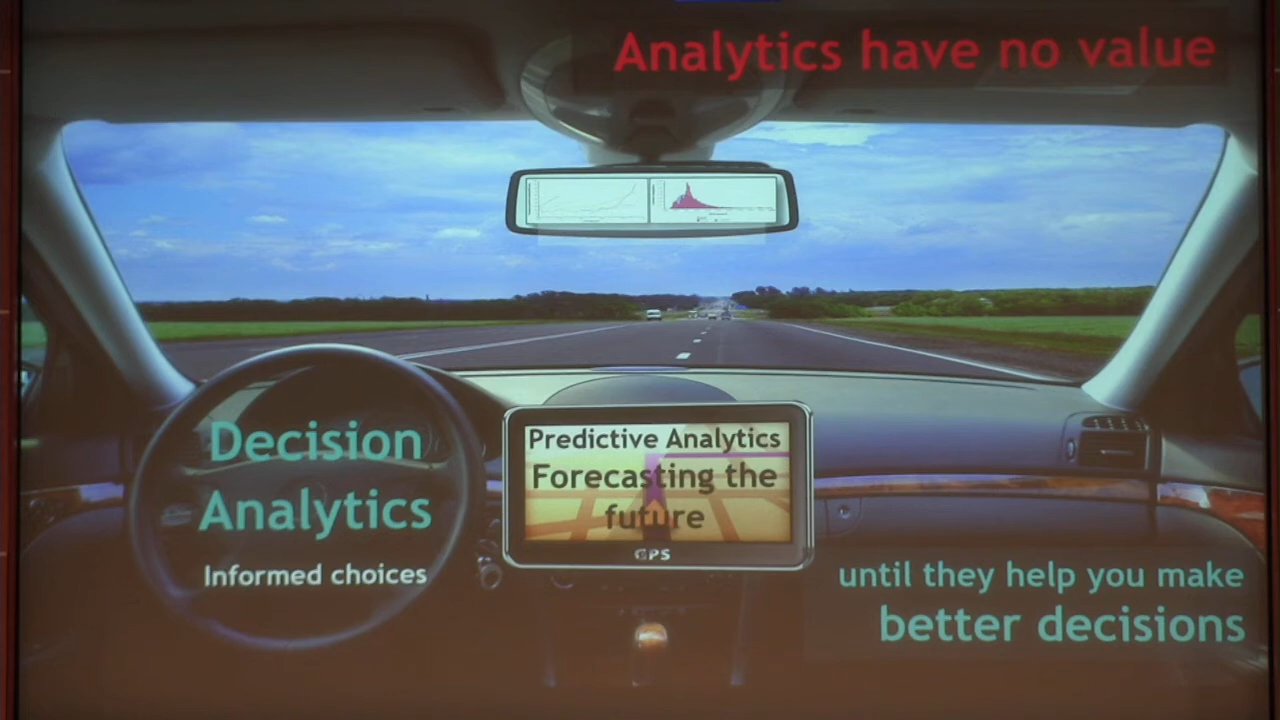 Analytics have no value
Decision
Analytics
Informed choices
Predictive Analytics
Forecasting the
future
GPS
until they help you make
better decisions